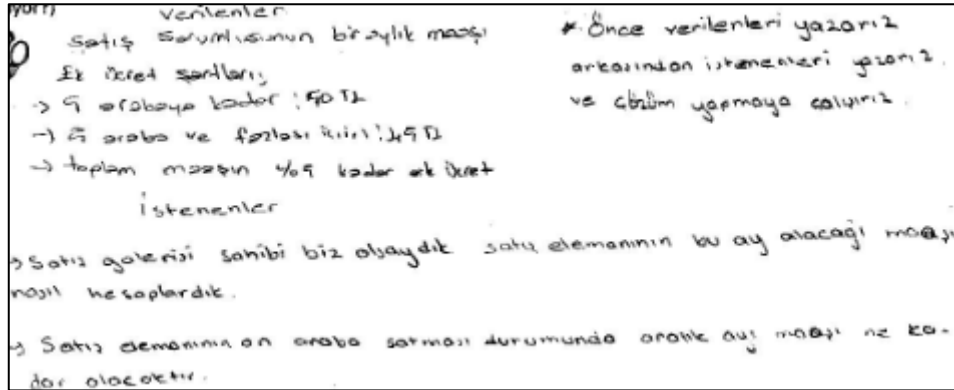 verilenler
Satış sorumlusunun bir aylık maaşı
Ek ücret şartları;
→ 5 arabaya kadar : 50 TL
→ 5 araba ve fazlası için : 45 TL
→ toplam maaşın %5 kadar ek ücret
İstenenler
* Önce verilenleri yazarız
arkasından istenenleri yazarız
ve çözüm yapmaya çalışırız.
→ Satış galerisi sahibi biz olsaydık satış elemanının bu ay alacağı maaşı
nasıl hesaplardık.
→ Satış elemanının on araba satması durumunda aralık ayı maaşı ne ka-
dar olacaktır.